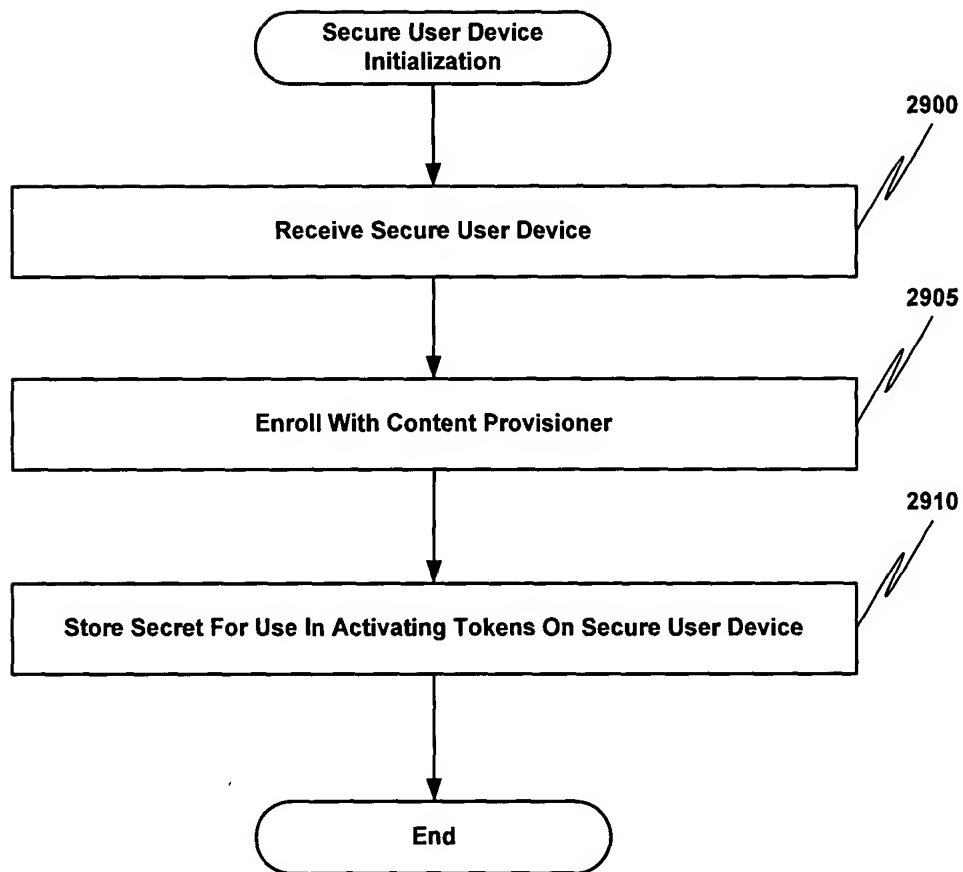 Secure User Device
Initialization
2900
Receive Secure User Device
2905
Enroll With Content Provisioner
2910
Store Secret For Use In Activating Tokens On Secure User Device
End